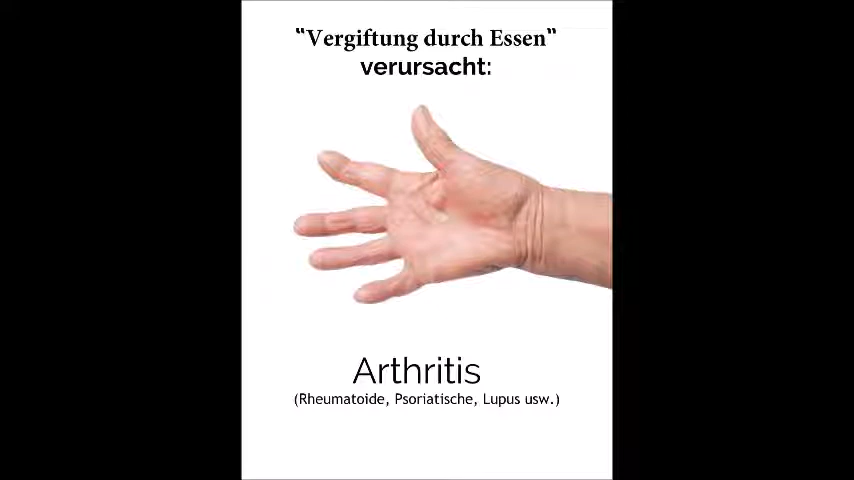 "Vergiftung durch Essen"
verursacht:
Arthritis
(Rheumatoide, Psoriatische, Lupus usw.)